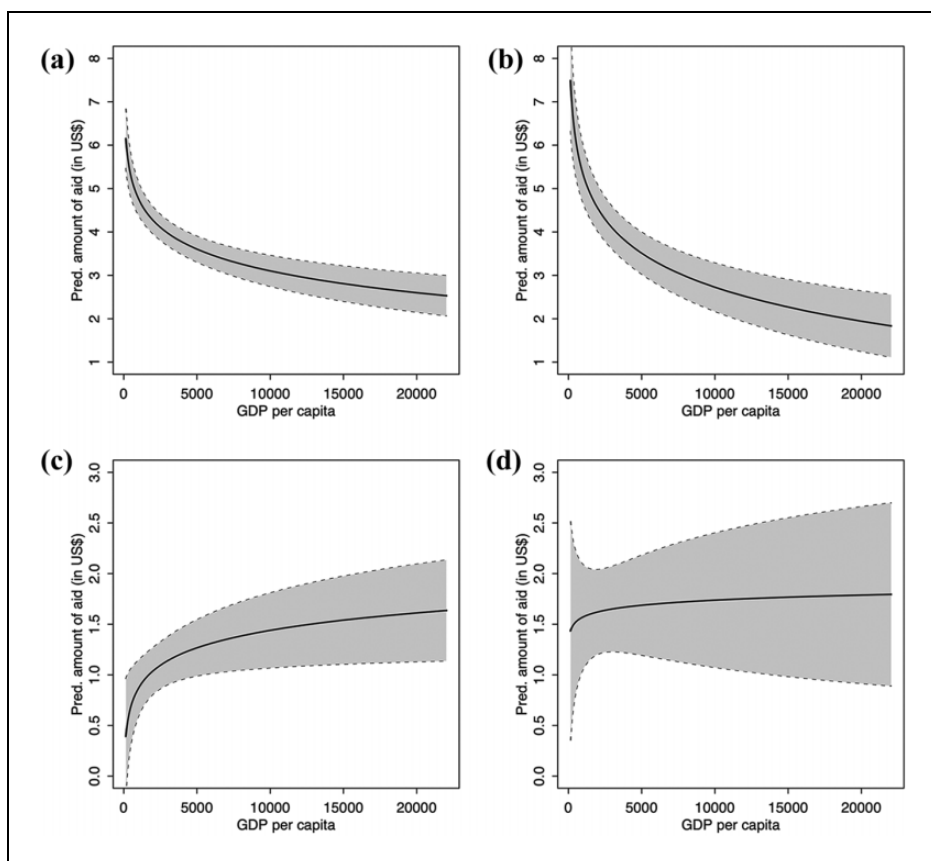 (a)
8
7
6
5
4
3
2
1
Pred. amount of aid (in US$)
0 5000 10000 15000 20000
GDP per capita
(b)
8
7
6
5
4
3
2
1
Pred. amount of aid (in US$)
0 5000 10000 15000 20000
GDP per capita
(c)
3.0
2.5
2.0
1.5
1.0
0.5
0.0
Pred. amount of aid (in US$)
0 5000 10000 15000 20000
GDP per capita
(d)
3.0
2.5
2.0
1.5
1.0
0.5
0.0
Pred. amount of aid (in US$)
0 5000 10000 15000 20000
GDP per capita